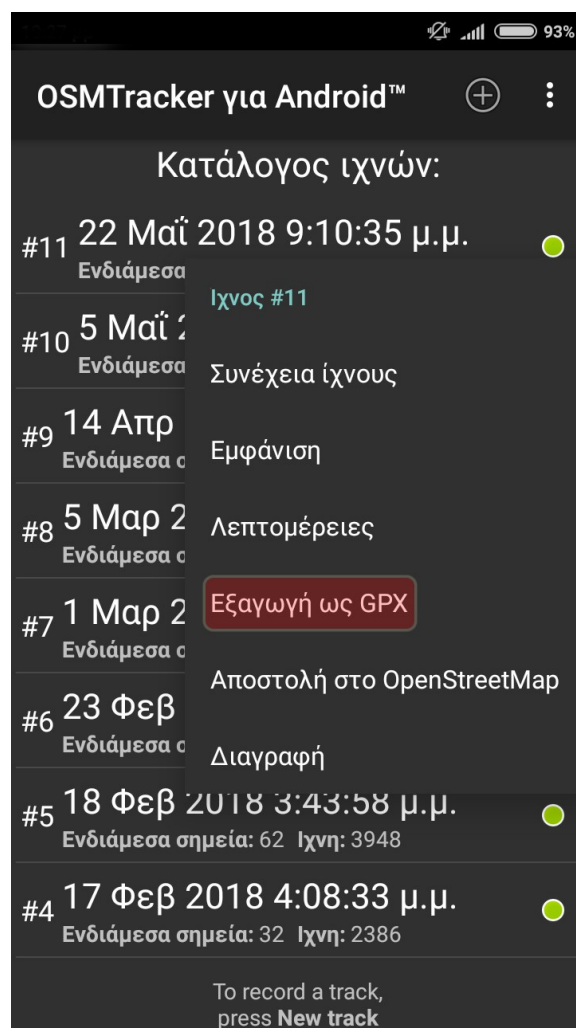 93%
OSMTracker για Android™
Κατάλογος ιχνών:
#11 22 Μαΐ 2018 9:10:35 μ.μ.
Ενδιάμεσα
Ιχνος #11
Συνέχεια ίχνους
Εμφάνιση
Λεπτομέρειες
Εξαγωγή ως GPX
Αποστολή στο OpenStreetMap
Διαγραφή
#10 5 Μαΐ 2
Ενδιάμεσα
#9 14 Απρ
Ενδιάμεσα σ
#8 5 Μαρ 2
Ενδιάμεσα σ
#7 1 Μαρ 2
Ενδιάμεσα σ
#6 23 Φεβ
Ενδιάμεσα σ
#5 18 Φεβ 2018 3:43:58 μ.μ.
Ενδιάμεσα σημεία: 62 Ιχνη: 3948
#4 17 Φεβ 2018 4:08:33 μ.μ.
Ενδιάμεσα σημεία: 32 Ιχνη: 2386
To record a track,
press New track